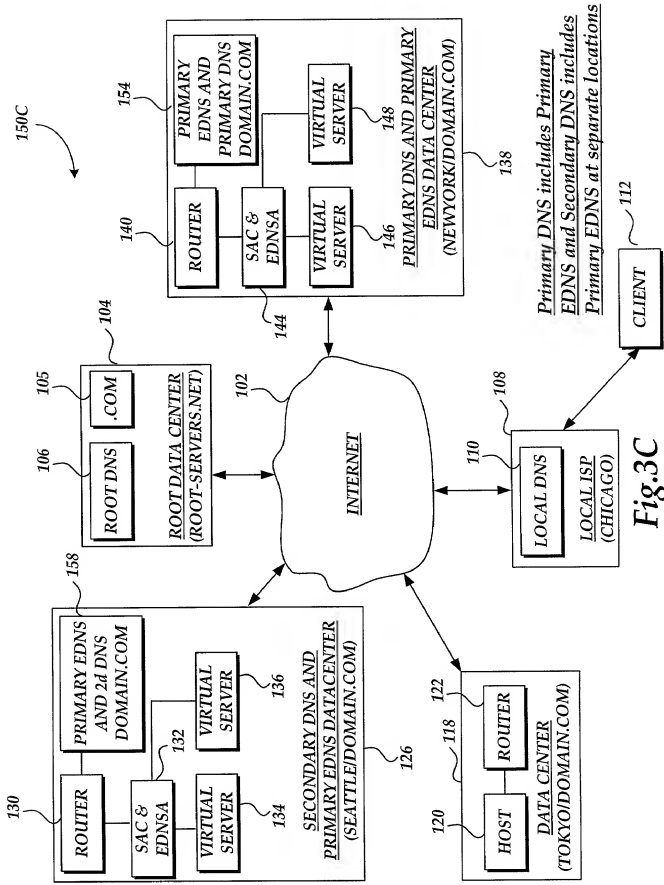 150C
158
130
ROUTER
PRIMARY EDNS
AND 2d DNS
DOMAIN.COM
132
SAC &
EDNSA
VIRTUAL
SERVER
134
VIRTUAL
SERVER
136
SECONDARY DNS AND
PRIMARY EDNS DATACENTER
(SEATTLE/DOMAIN.COM)
126
104
105
106
ROOT DNS
.COM
ROOT DATA CENTER
(ROOT-SERVERS.NET)
154
140
ROUTER
PRIMARY
EDNS AND
PRIMARY DNS
DOMAIN.COM
SAC &
EDNSA
144
VIRTUAL
SERVER
146
VIRTUAL
SERVER
148
PRIMARY DNS AND PRIMARY
EDNS DATA CENTER
(NEWYORK/DOMAIN.COM)
138
102
INTERNET
118
120
HOST
122
ROUTER
DATA CENTER
(TOKYO/DOMAIN.COM)
108
110
LOCAL DNS
LOCAL ISP
(CHICAGO)
112
CLIENT
Primary DNS includes Primary
EDNS and Secondary DNS includes
Primary EDNS at separate locations
Fig.3C